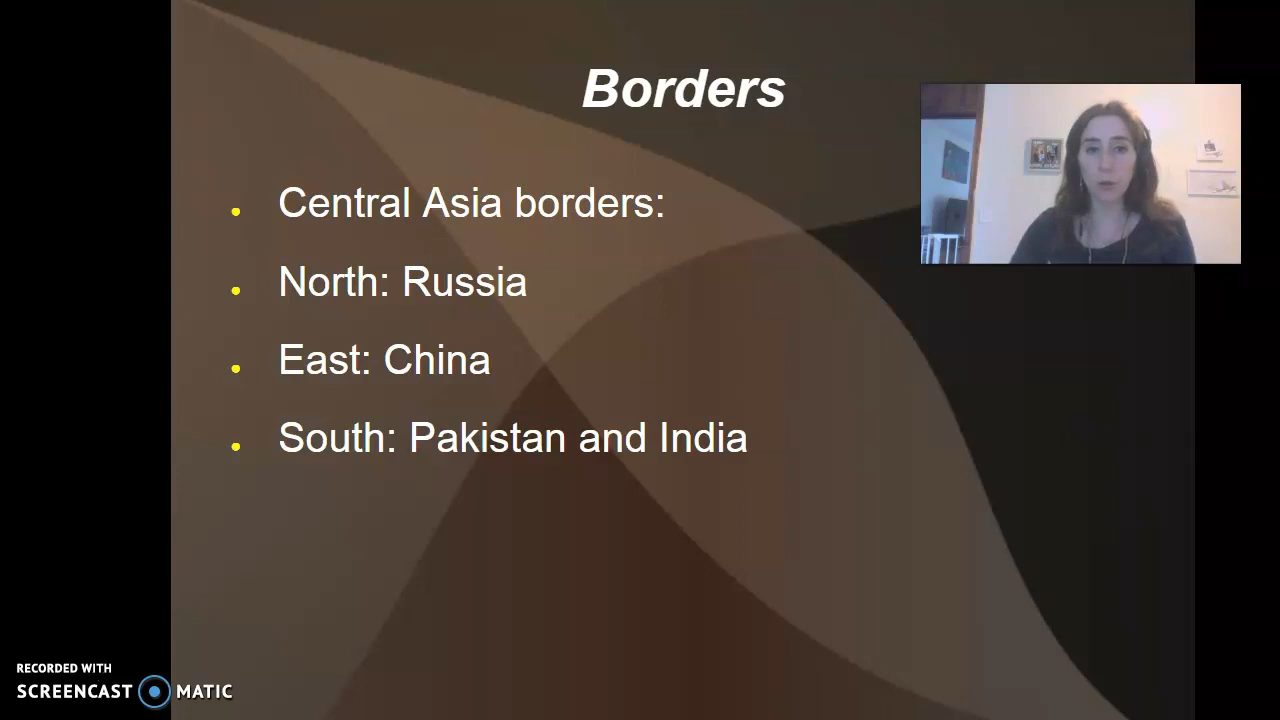 Borders
Central Asia borders:
North: Russia
East: China
South: Pakistan and India
RECORDED WITH
SCREENCAST MATIC